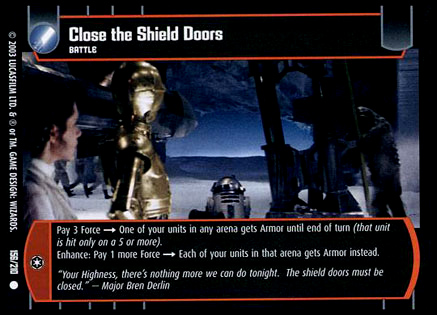 Close the Shield Doors
BATTLE
© 2003 LUCASFILM LTD. & ® or TM. GAME DESIGN: WIZARDS.
156/210
Pay 3 Force → One of your units in any arena gets Armor until end of turn (that unit
is hit only on a 5 or more).
Enhance: Pay 1 more Force → Each of your units in that arena gets Armor instead.
"Your Highness, there's nothing more we can do tonight. The shield doors must be
closed." — Major Bren Derlin